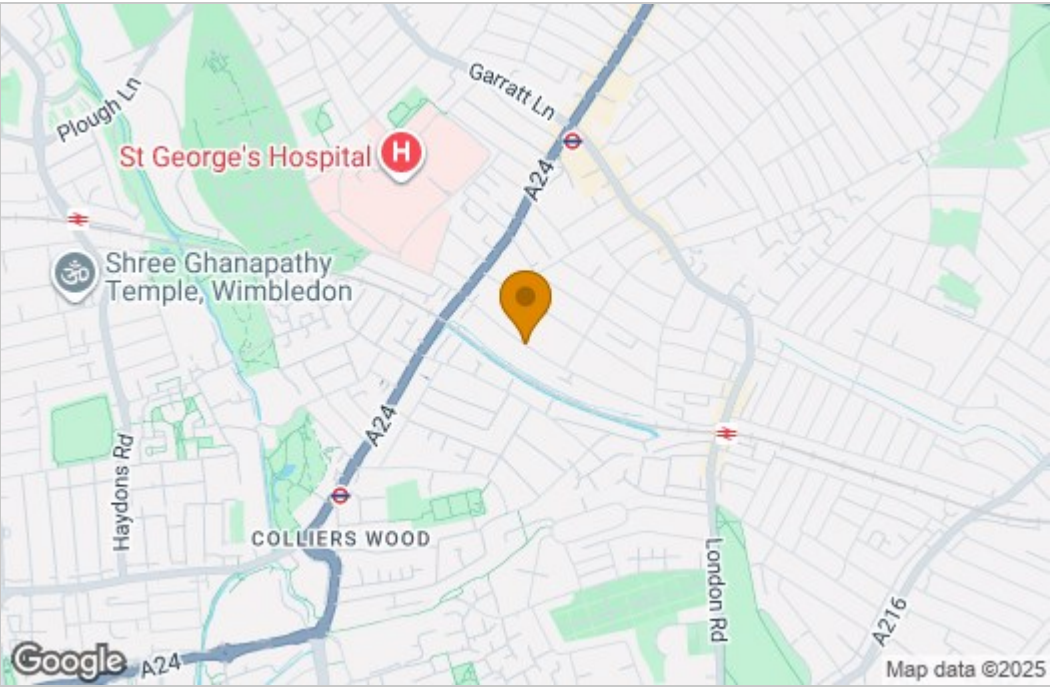 Garratt Ln
Plough Ln
St George's Hospital
H
A24
Shree Ghanapathy
Temple, Wimbledon
A24
Haydons Rd
COLLIERS WOOD
London Rd
A216
Google
A24
Map data ©2025